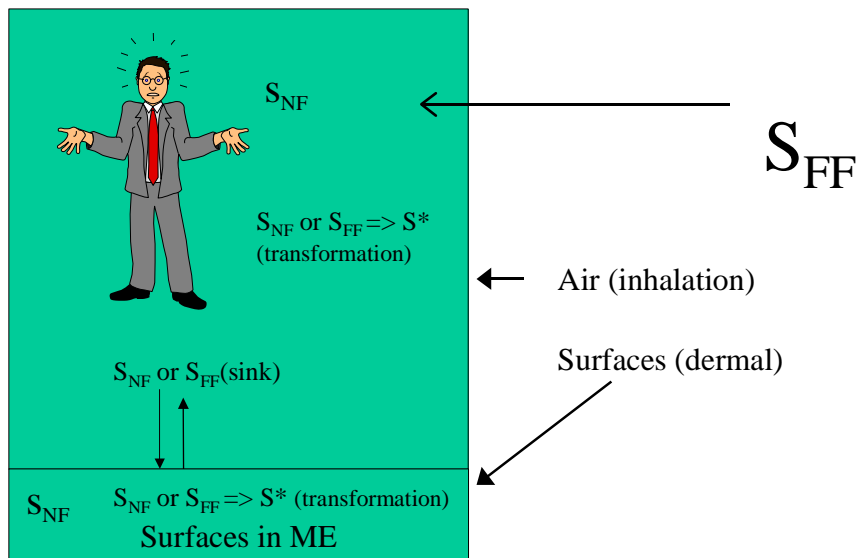 S_NF
S_FF
S_NF or S_FF => S*
(transformation)
Air (inhalation)
Surfaces (dermal)
S_NF or S_FF(sink)
S_NF
S_NF or S_FF => S* (transformation)
Surfaces in ME